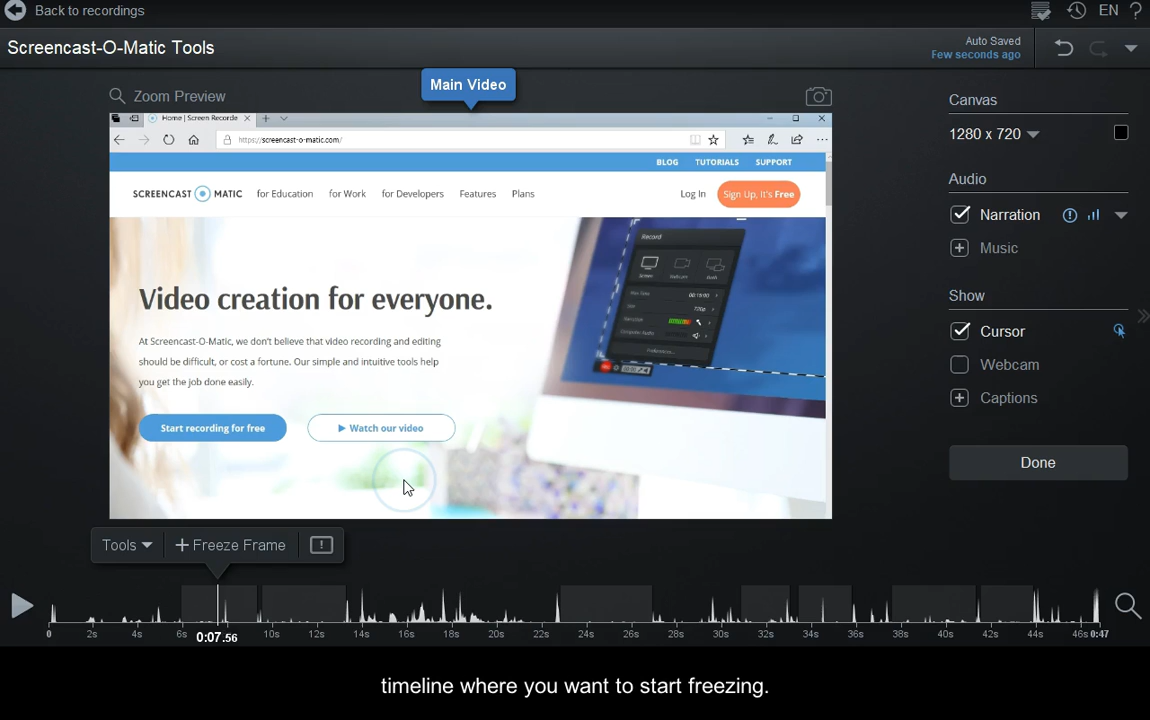 Back to recordings
EN ?
Screencast-O-Matic Tools
Auto Saved
Few seconds ago
Main Video
Zoom Preview
Home | Screen Recorde
https://screencast-o-matic.com/
BLOG TUTORIALS SUPPORT
SCREENCAST MATIC for Education for Work for Developers Features Plans Log In Sign Up, It's Free
Record
Video creation for everyone.
At Screencast-O-Matic, we don't believe that video recording and editing
should be difficult, or cost a fortune. Our simple and intuitive tools help
you get the job done easily.
Start recording for free Watch our video
Canvas
1280 x 720
Audio
Narration
Music
Show
Cursor
Webcam
Captions
Done
Tools + Freeze Frame
0 2s 4s 6s 0:07.56 10s 12s 14s 16s 18s 20s 22s 24s 26s 28s 30s 32s 34s 36s 38s 40s 42s 44s 46s 0:47
timeline where you want to start freezing.